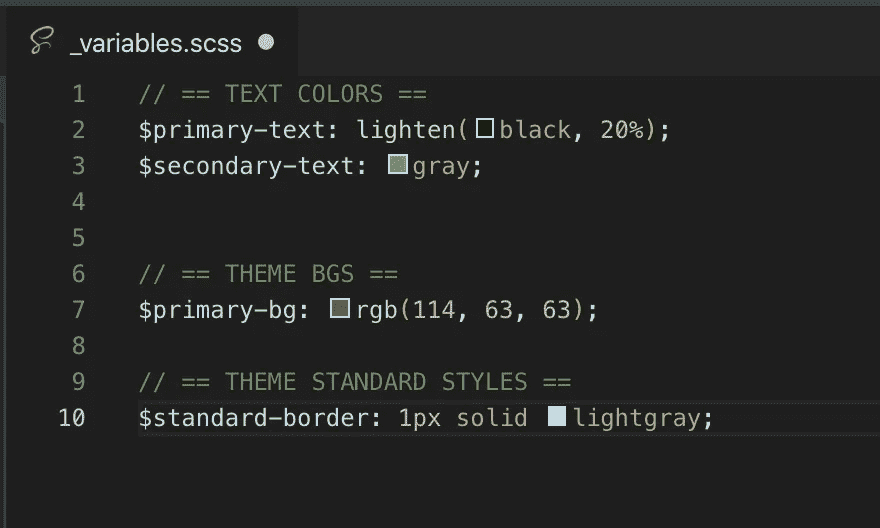 _variables.scss
1 // == TEXT COLORS ==
2 $primary-text: lighten(black, 20%);
3 $secondary-text: gray;
4
5
6 // == THEME BGS ==
7 $primary-bg: rgb(114, 63, 63);
8
9 // == THEME STANDARD STYLES ==
10 $standard-border: 1px solid lightgray;